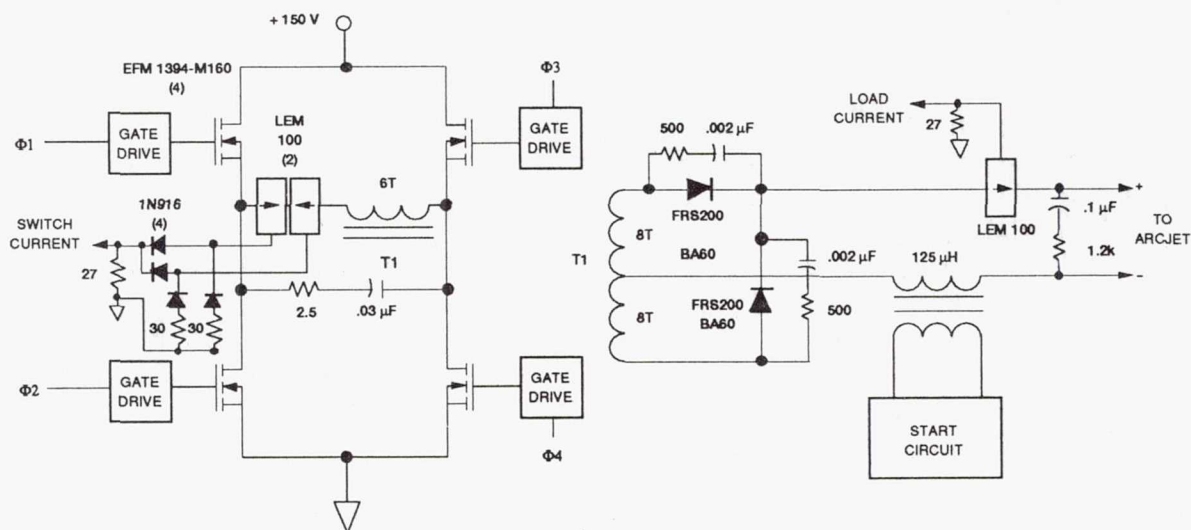 + 150 V
EFM 1394-M160
(4)
Φ3
GATE
DRIVE
Φ1
GATE
DRIVE
LEM
100
(2)
6T
1N916
(4)
SWITCH
CURRENT
27
30
30
2.5
.03 µF
T1
Φ2
GATE
DRIVE
GATE
DRIVE
Φ4
LOAD
CURRENT
27
500
.002 µF
FRS200
LEM 100
+
.1 µF
TO
ARCJET
1.2k
-
8T
BA60
.002 µF
125 µH
T1
FRS200
BA60
500
8T
START
CIRCUIT